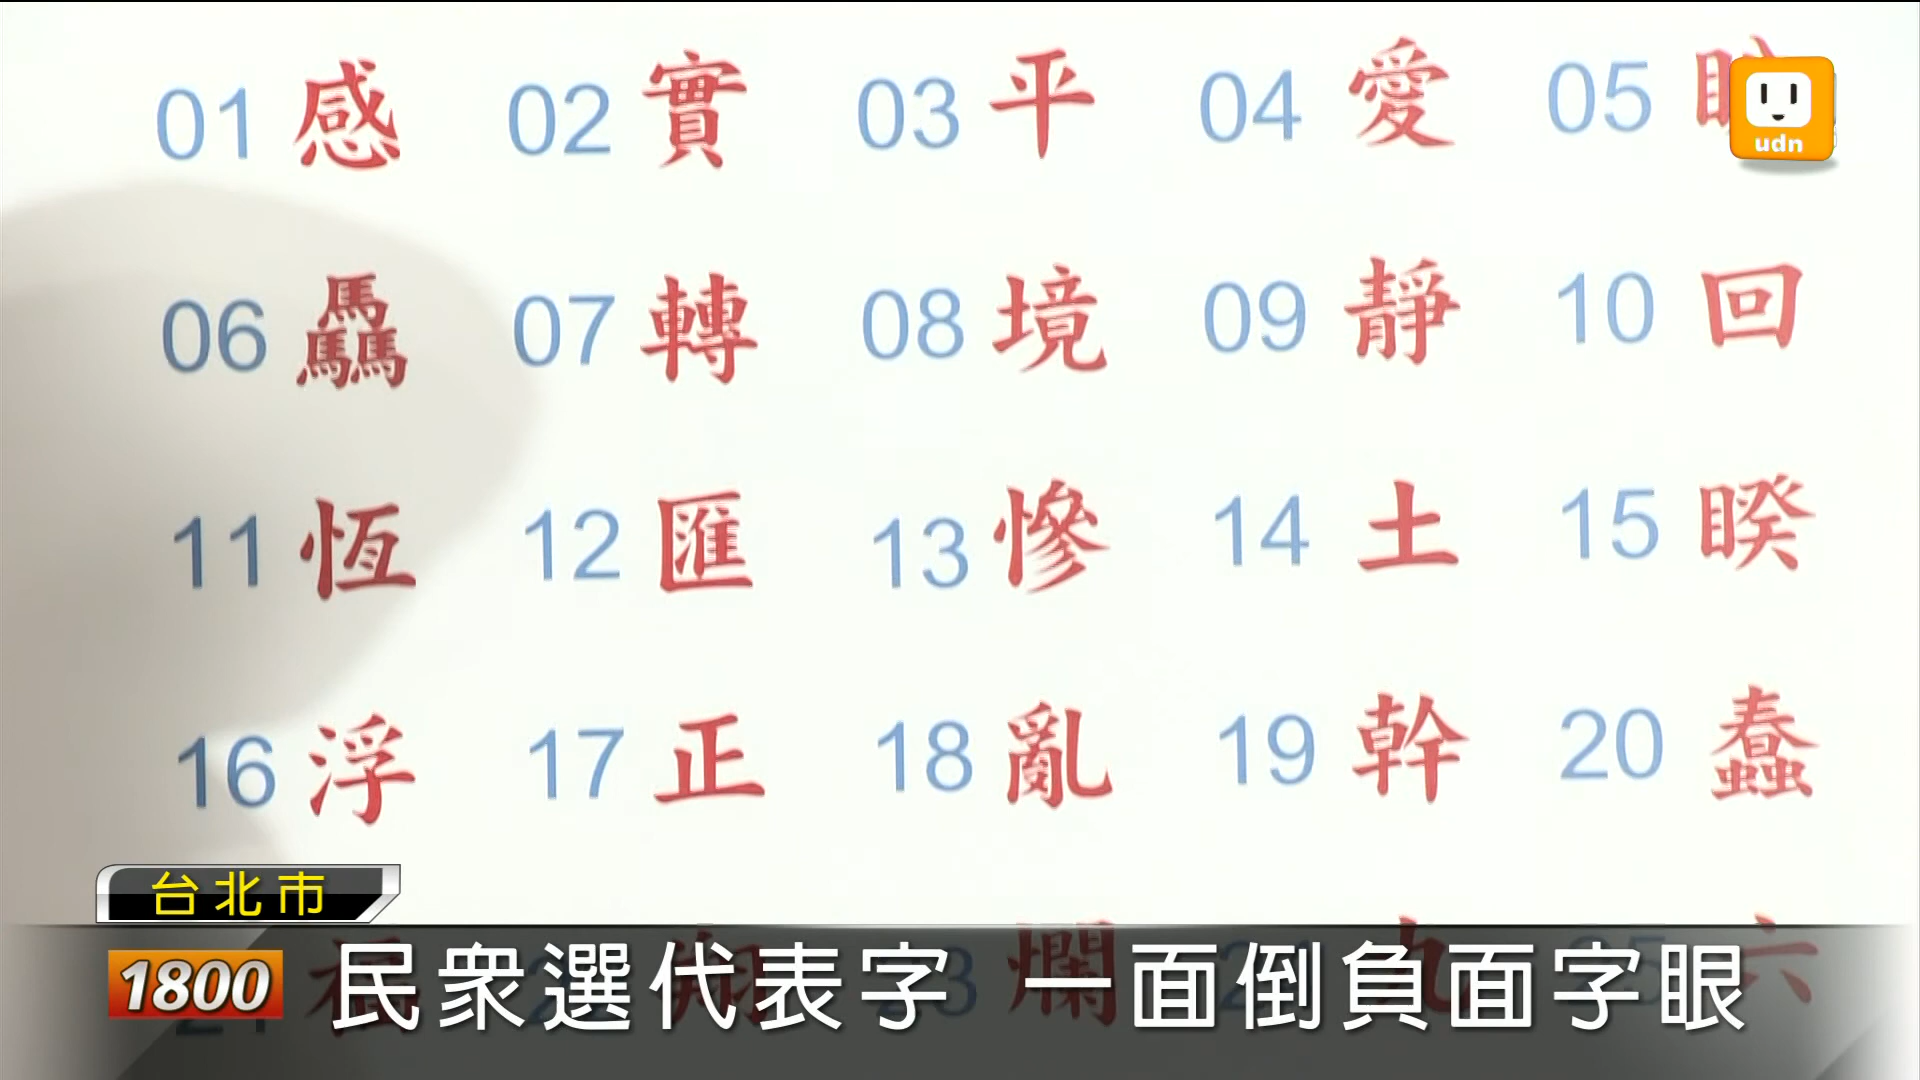 01 感 02 實 03 平 04 愛 05
udn
06 驫 07 轉 08 境 09 靜 10 回
11 恆 12 匯 13 慘 14 土 15 睽
16 浮 17 正 18 亂 19 幹 20 蠢
台北市
1800 民眾選代表字 一面倒負面字眼